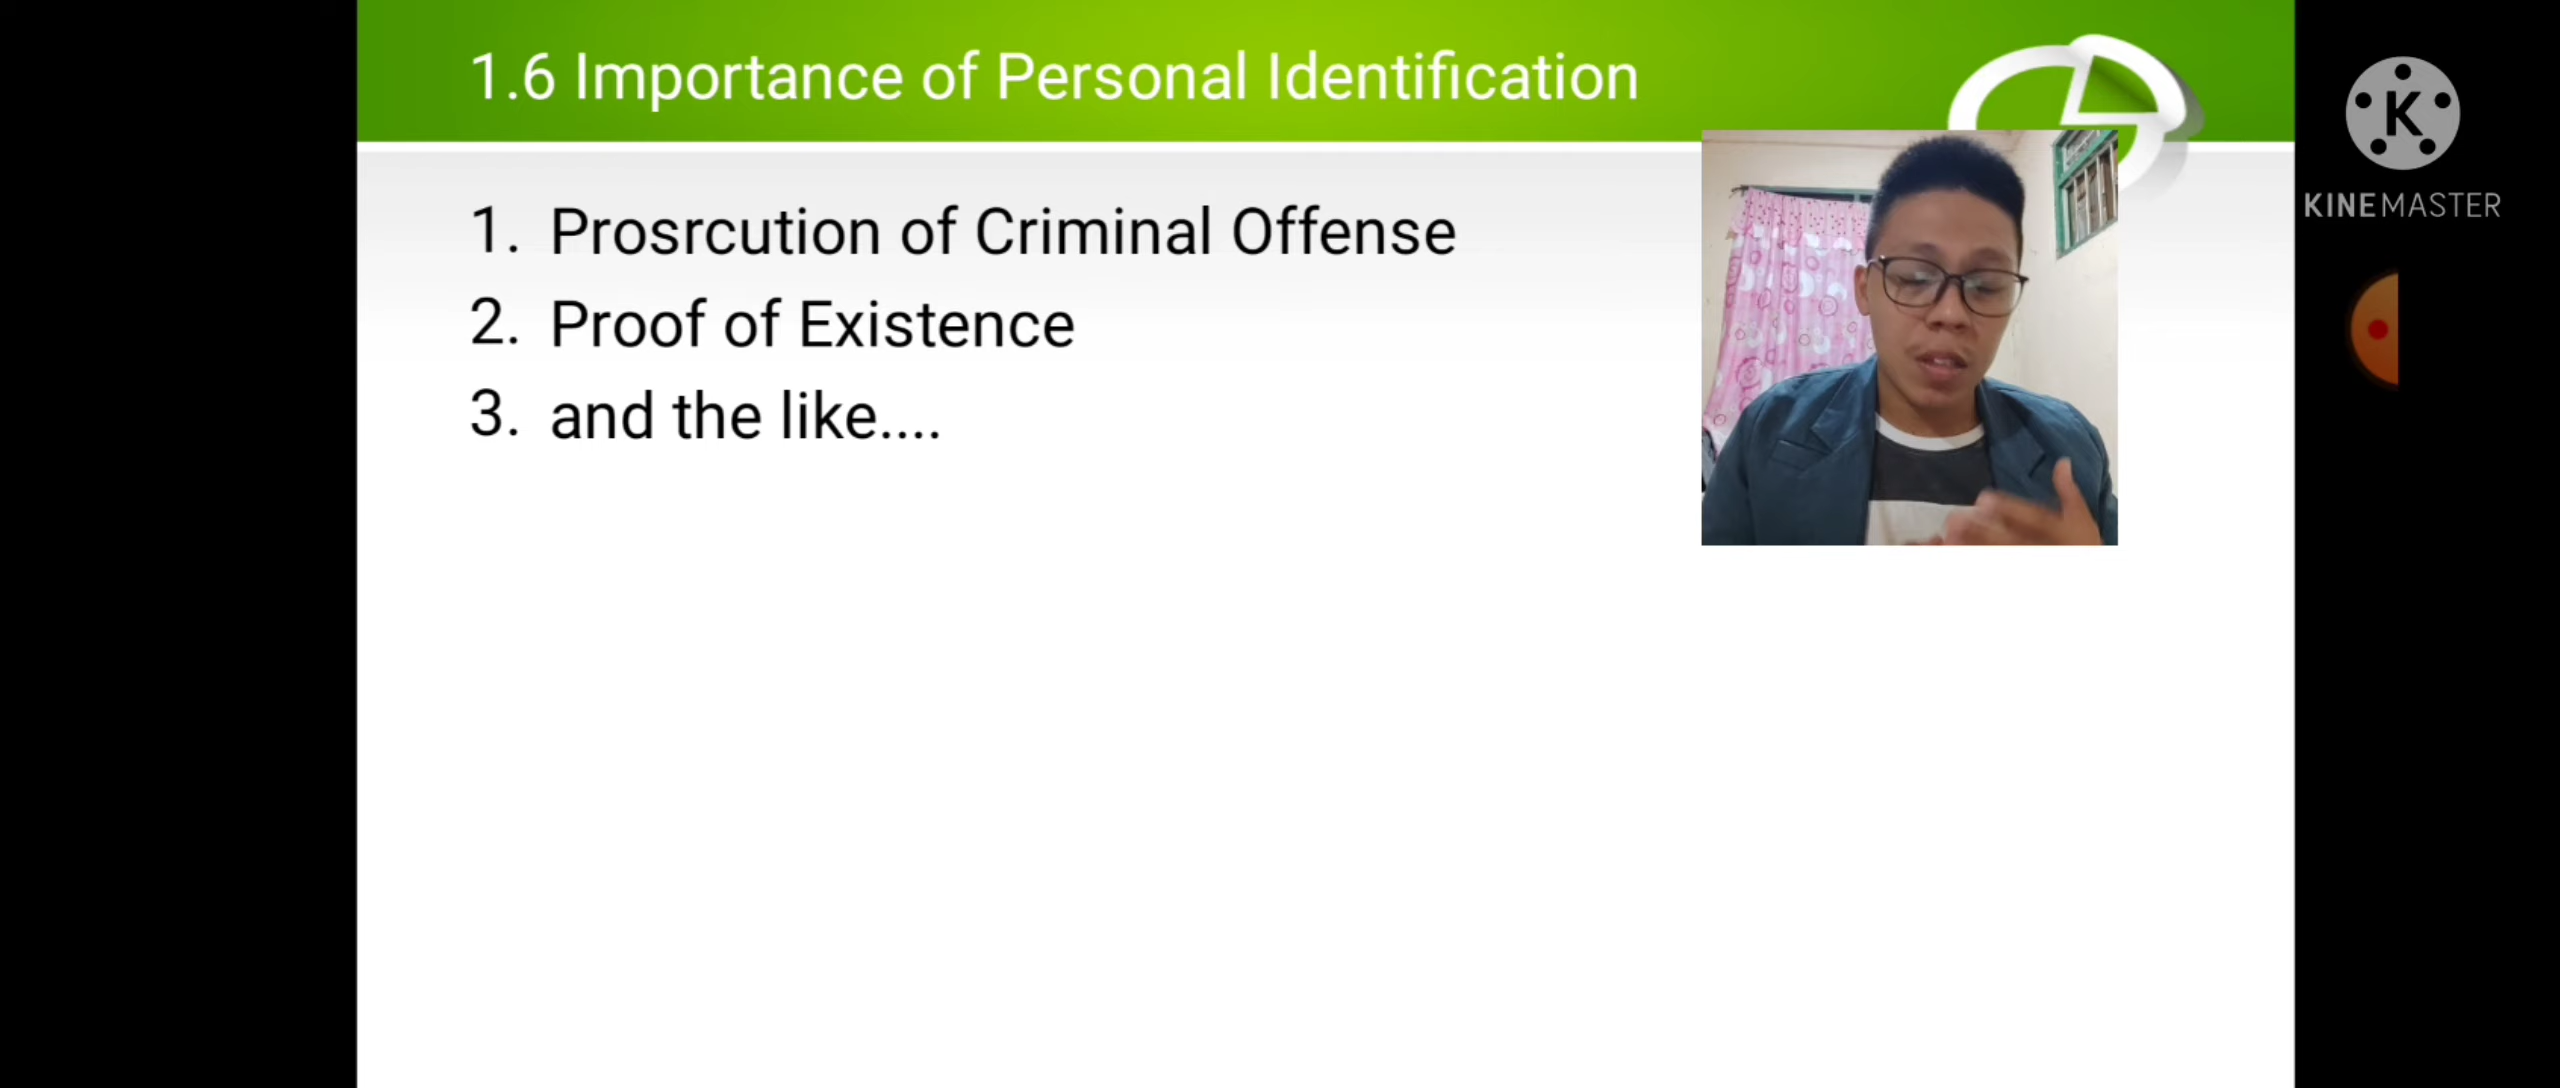 1.6 Importance of Personal Identification
1. Prosrcution of Criminal Offense
2. Proof of Existence
3. and the like....
K
KINEMASTER